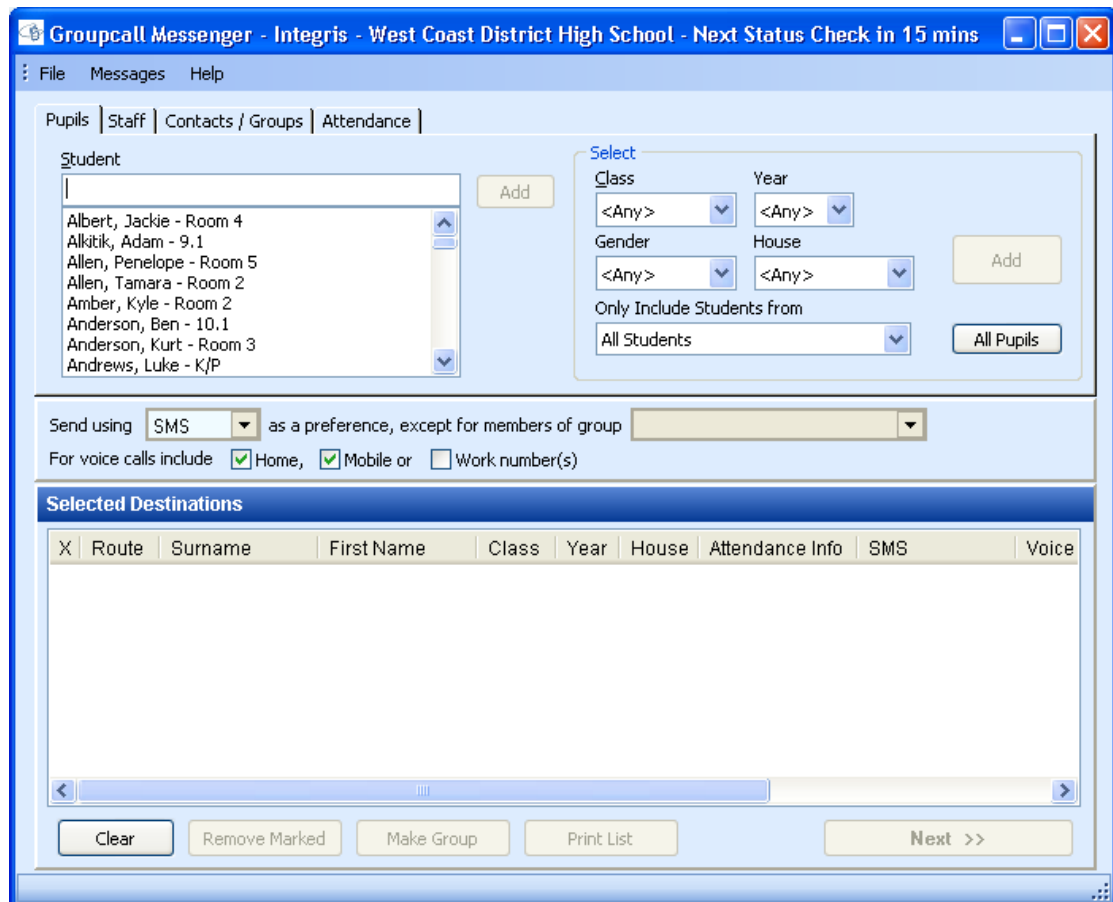 Groupcall Messenger - Integris - West Coast District High School - Next Status Check in 15 mins
File Messages Help
Pupils Staff Contacts / Groups Attendance
Student
Add
Albert, Jackie - Room 4
Alkitik, Adam - 9.1
Allen, Penelope - Room 5
Allen, Tamara - Room 2
Amber, Kyle - Room 2
Anderson, Ben - 10.1
Anderson, Kurt - Room 3
Andrews, Luke - K/P
Select
Class Year
<Any> <Any>
Gender House
<Any> <Any>
Add
Only Include Students from
All Students
All Pupils
Send using SMS as a preference, except for members of group
For voice calls include Home, Mobile or Work number(s)
Selected Destinations
X Route Surname First Name Class Year House Attendance Info SMS Voice
Clear Remove Marked Make Group Print List Next >>